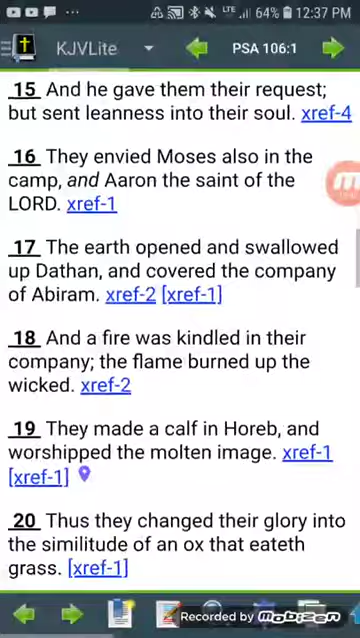 LTE 64% 12:37 PM
KJVLite PSA 106:1
15 And he gave them their request;
but sent leanness into their soul. xref-4
16 They envied Moses also in the
camp, and Aaron the saint of the
LORD. xref-1
17 The earth opened and swallowed
up Dathan, and covered the company
of Abiram. xref-2 [xref-1]
18 And a fire was kindled in their
company; the flame burned up the
wicked. xref-2
19 They made a calf in Horeb, and
worshipped the molten image. xref-1
[xref-1]
20 Thus they changed their glory into
the similitude of an ox that eateth
grass. [xref-1]
Recorded by Mobizen